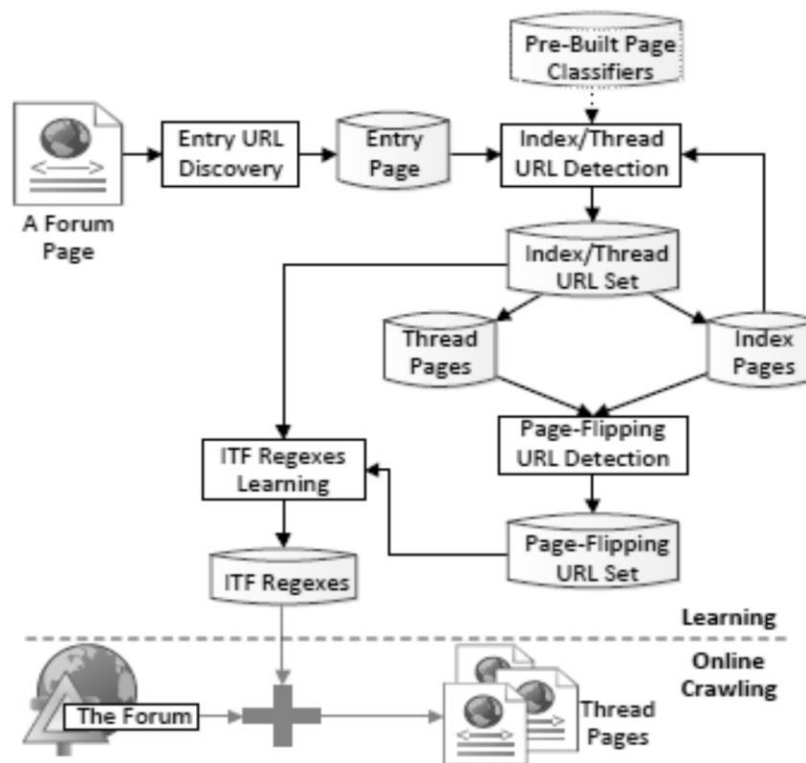 Pre-Built Page
Classifiers
Entry URL
Discovery
Entry
Page
Index/Thread
URL Detection
A Forum
Page
Index/Thread
URL Set
Thread
Pages
Index
Pages
Page-Flipping
URL Detection
ITF Regexes
Learning
Page-Flipping
URL Set
ITF Regexes
Learning
Online
Crawling
The Forum
Thread
Pages